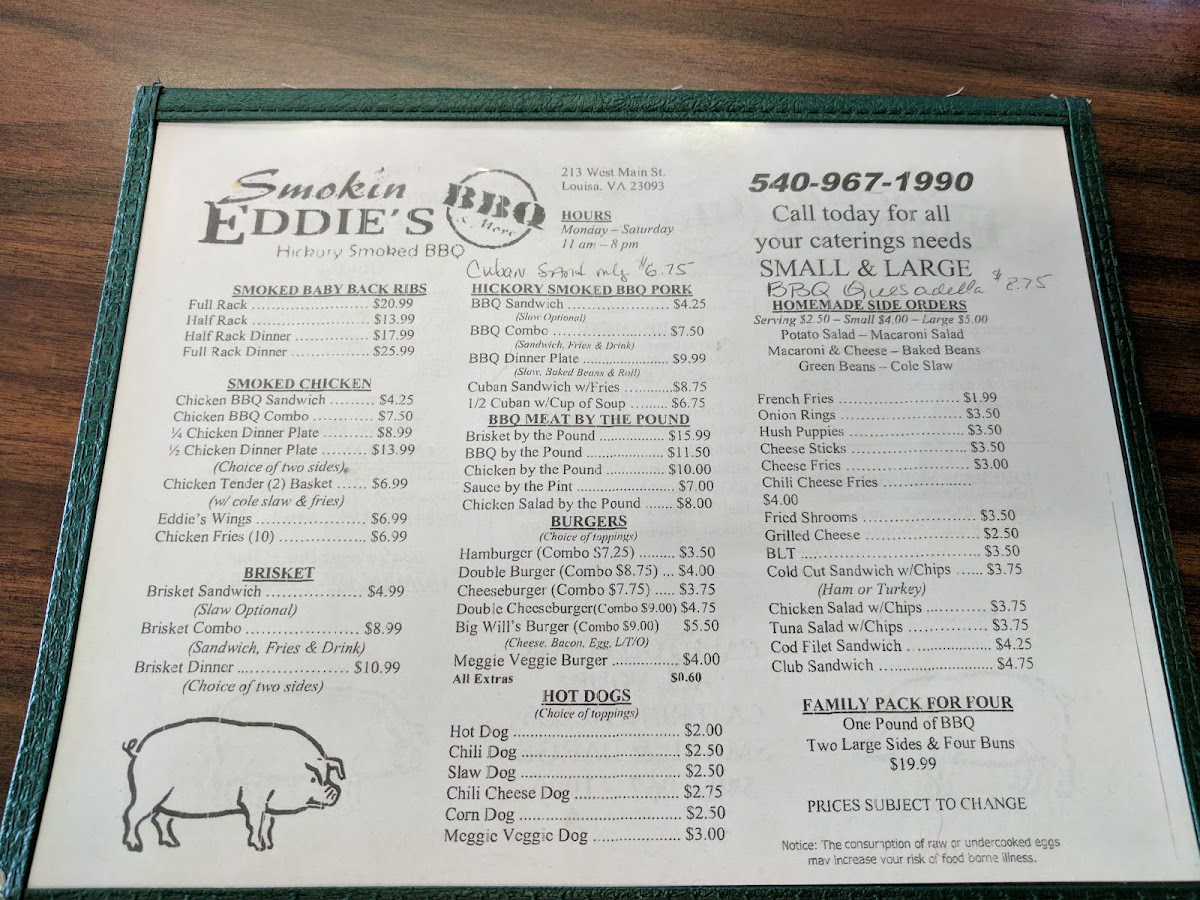 Smokin
EDDIE'S
Hickory Smoked BBQ
BBQ
& More
213 West Main St.
Louisa, VA 23093
HOURS
Monday – Saturday
11 am – 8 pm
540-967-1990
Call today for all
your caterings needs
SMALL & LARGE
SMOKED BABY BACK RIBS
Full Rack ........................ $20.99
Half Rack ....................... $13.99
Half Rack Dinner .............. $17.99
Full Rack Dinner .............. $25.99
SMOKED CHICKEN
Chicken BBQ Sandwich ......... $4.25
Chicken BBQ Combo ............ $7.50
¼ Chicken Dinner Plate ......... $8.99
½ Chicken Dinner Plate ......... $13.99
(Choice of two sides)
Chicken Tender (2) Basket ...... $6.99
(w/ cole slaw & fries)
Eddie's Wings ...................... $6.99
Chicken Fries (10) .................. $6.99
BRISKET
Brisket Sandwich .................... $4.99
(Slaw Optional)
Brisket Combo ....................... $8.99
(Sandwich, Fries & Drink)
Brisket Dinner ....................... $10.99
(Choice of two sides)
Cuban Sand only $6.75
HICKORY SMOKED BBQ PORK
BBQ Sandwich ........................ $4.25
(Slaw Optional)
BBQ Combo .......................... $7.50
(Sandwich, Fries & Drink)
BBQ Dinner Plate .................... $9.99
(Slaw, Baked Beans & Roll)
Cuban Sandwich w/Fries ............ $8.75
1/2 Cuban w/Cup of Soup ......... $6.75
BBQ MEAT BY THE POUND
Brisket by the Pound ................ $15.99
BBQ by the Pound ................... $11.50
Chicken by the Pound ............... $10.00
Sauce by the Pint ..................... $7.00
Chicken Salad by the Pound ....... $8.00
BURGERS
(Choice of toppings)
Hamburger (Combo $7.25) ......... $3.50
Double Burger (Combo $8.75) ... $4.00
Cheeseburger (Combo $7.75) ..... $3.75
Double Cheeseburger(Combo $9.00) $4.75
Big Will's Burger (Combo $9.00) $5.50
(Cheese, Bacon, Egg, L/T/O)
Meggie Veggie Burger .............. $4.00
All Extras $0.60
HOT DOGS
(Choice of toppings)
Hot Dog ............................... $2.00
Chili Dog .............................. $2.50
Slaw Dog .............................. $2.50
Chili Cheese Dog .................... $2.75
Corn Dog .............................. $2.50
Meggie Veggie Dog ................. $3.00
BBQ Quesadella $8.75
HOMEMADE SIDE ORDERS
Serving $2.50 – Small $4.00 – Large $5.00
Potato Salad – Macaroni Salad
Macaroni & Cheese – Baked Beans
Green Beans – Cole Slaw
French Fries ........................ $1.99
Onion Rings ........................ $3.50
Hush Puppies ...................... $3.50
Cheese Sticks ...................... $3.50
Cheese Fries ....................... $3.00
Chili Cheese Fries ..................
$4.00
Fried Shrooms ..................... $3.50
Grilled Cheese ..................... $2.50
BLT .................................. $3.50
Cold Cut Sandwich w/Chips ...... $3.75
(Ham or Turkey)
Chicken Salad w/Chips ............ $3.75
Tuna Salad w/Chips ............... $3.75
Cod Filet Sandwich ................ $4.25
Club Sandwich ..................... $4.75
FAMILY PACK FOR FOUR
One Pound of BBQ
Two Large Sides & Four Buns
$19.99
PRICES SUBJECT TO CHANGE
Notice: The consumption of raw or undercooked eggs
may increase your risk of food borne illness.